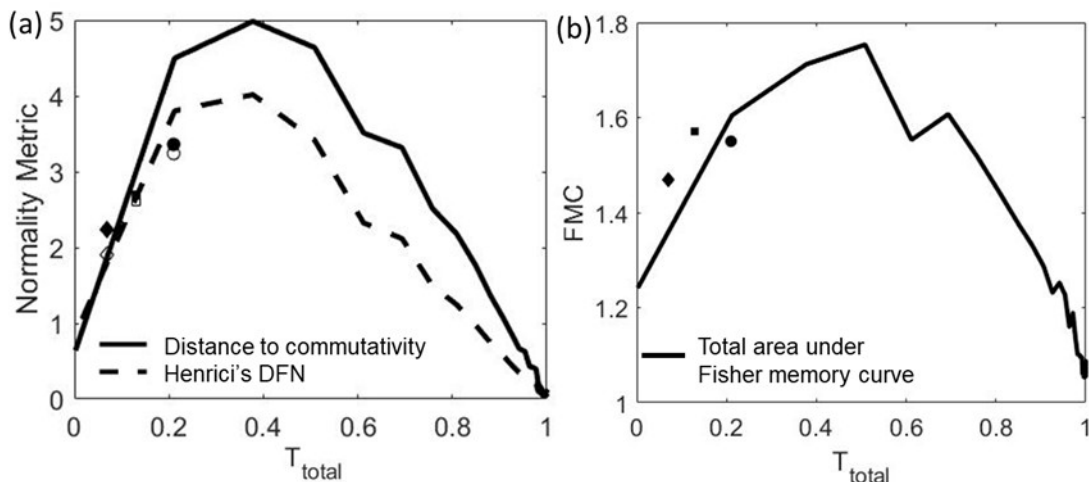 (a)
5
4
3
2
1
0
Normality Metric
Distance to commutativity
Henrici's DFN
0 0.2 0.4 0.6 0.8 1
T_total
(b)
1.8
1.6
1.4
1.2
1
FMC
Total area under
Fisher memory curve
0 0.2 0.4 0.6 0.8 1
T_total